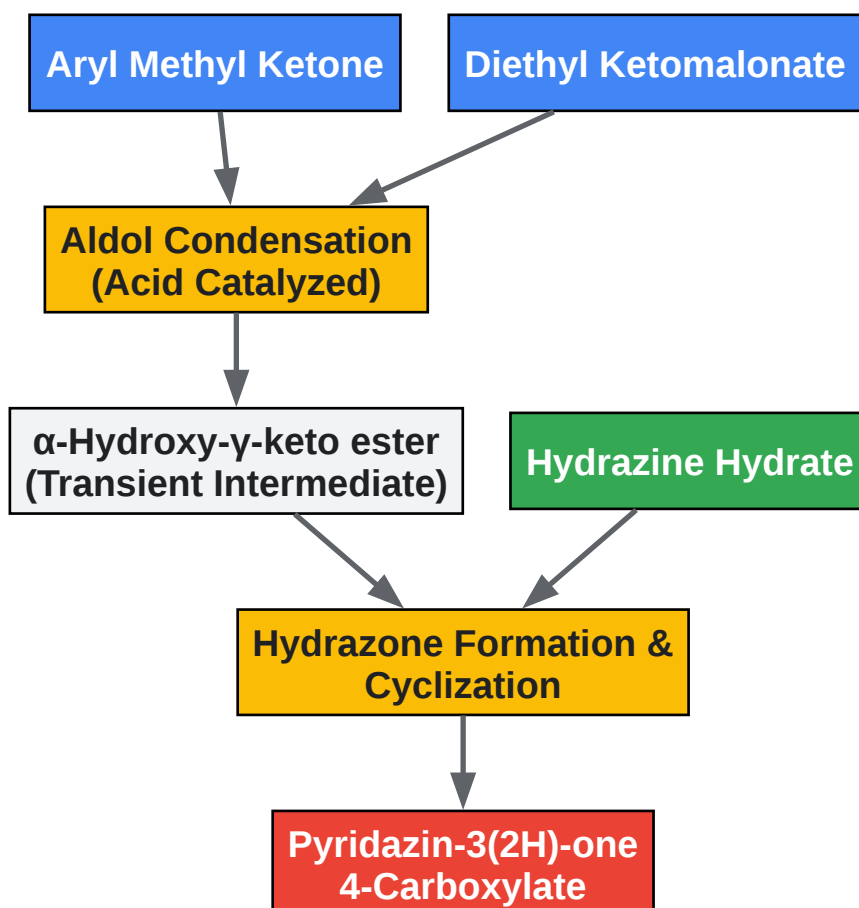 Aryl Methyl Ketone
Diethyl Ketomalonate
Aldol Condensation
(Acid Catalyzed)
α-Hydroxy-γ-keto ester
(Transient Intermediate)
Hydrazine Hydrate
Hydrazone Formation &
Cyclization
Pyridazin-3(2H)-one
4-Carboxylate